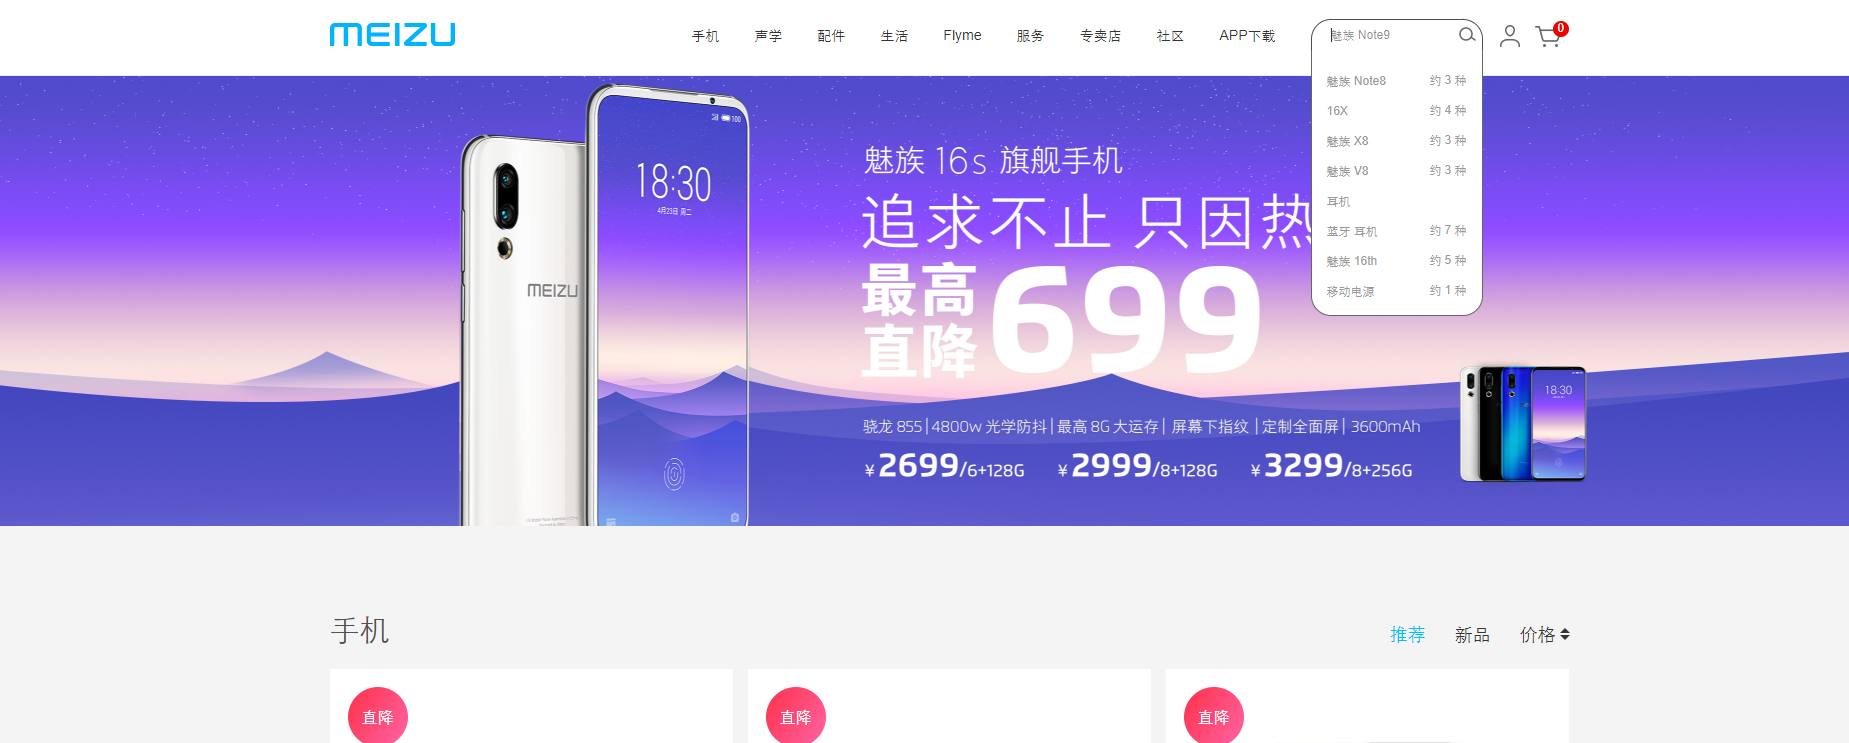 MEIZU
手机 声学 配件 生活 Flyme 服务 专卖店 社区 APP下载
魅族 Note9
0
魅族 Note8 约 3 种
16X 约 4 种
魅族 X8 约 3 种
魅族 V8 约 3 种
耳机
蓝牙 耳机 约 7 种
魅族 16th 约 5 种
移动电源 约 1 种
100
18:30
4月23日 周二
MEIZU
魅族 16s 旗舰手机
追求不止 只因热
最高
直降
699
骁龙 855|4800w 光学防抖|最高 8G 大运存| 屏幕下指纹 |定制全面屏| 3600mAh
¥ 2699/6+128G ¥ 2999/8+128G ¥ 3299/8+256G
18:30
手机
推荐 新品 价格
直降 直降 直降